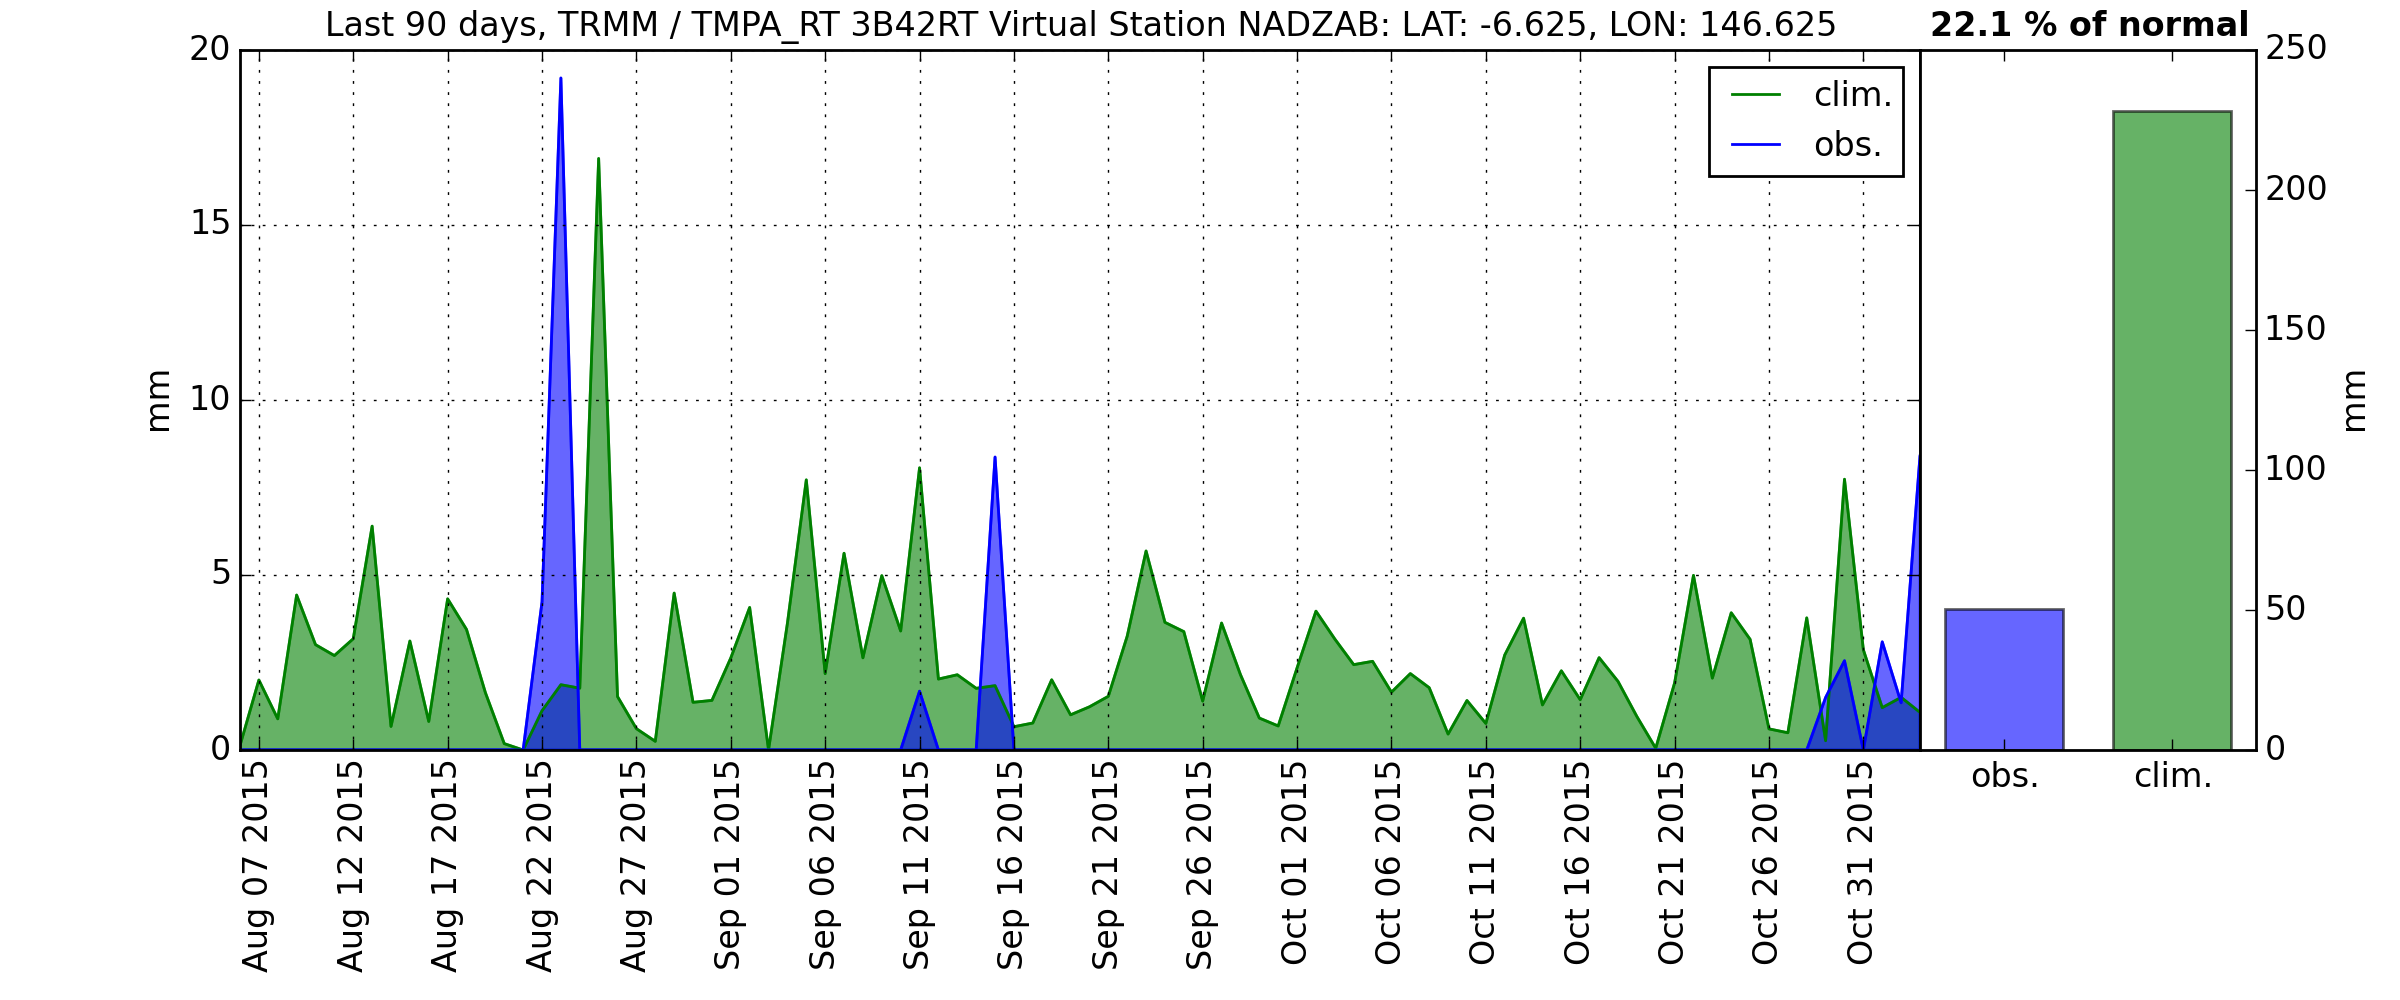 Last 90 days, TRMM / TMPA_RT 3B42RT Virtual Station NADZAB: LAT: -6.625, LON: 146.625
22.1 % of normal
20
15
10
5
0
mm
clim.
obs.
250
200
150
100
50
0
mm
obs.
clim.
Aug 07 2015
Aug 12 2015
Aug 17 2015
Aug 22 2015
Aug 27 2015
Sep 01 2015
Sep 06 2015
Sep 11 2015
Sep 16 2015
Sep 21 2015
Sep 26 2015
Oct 01 2015
Oct 06 2015
Oct 11 2015
Oct 16 2015
Oct 21 2015
Oct 26 2015
Oct 31 2015